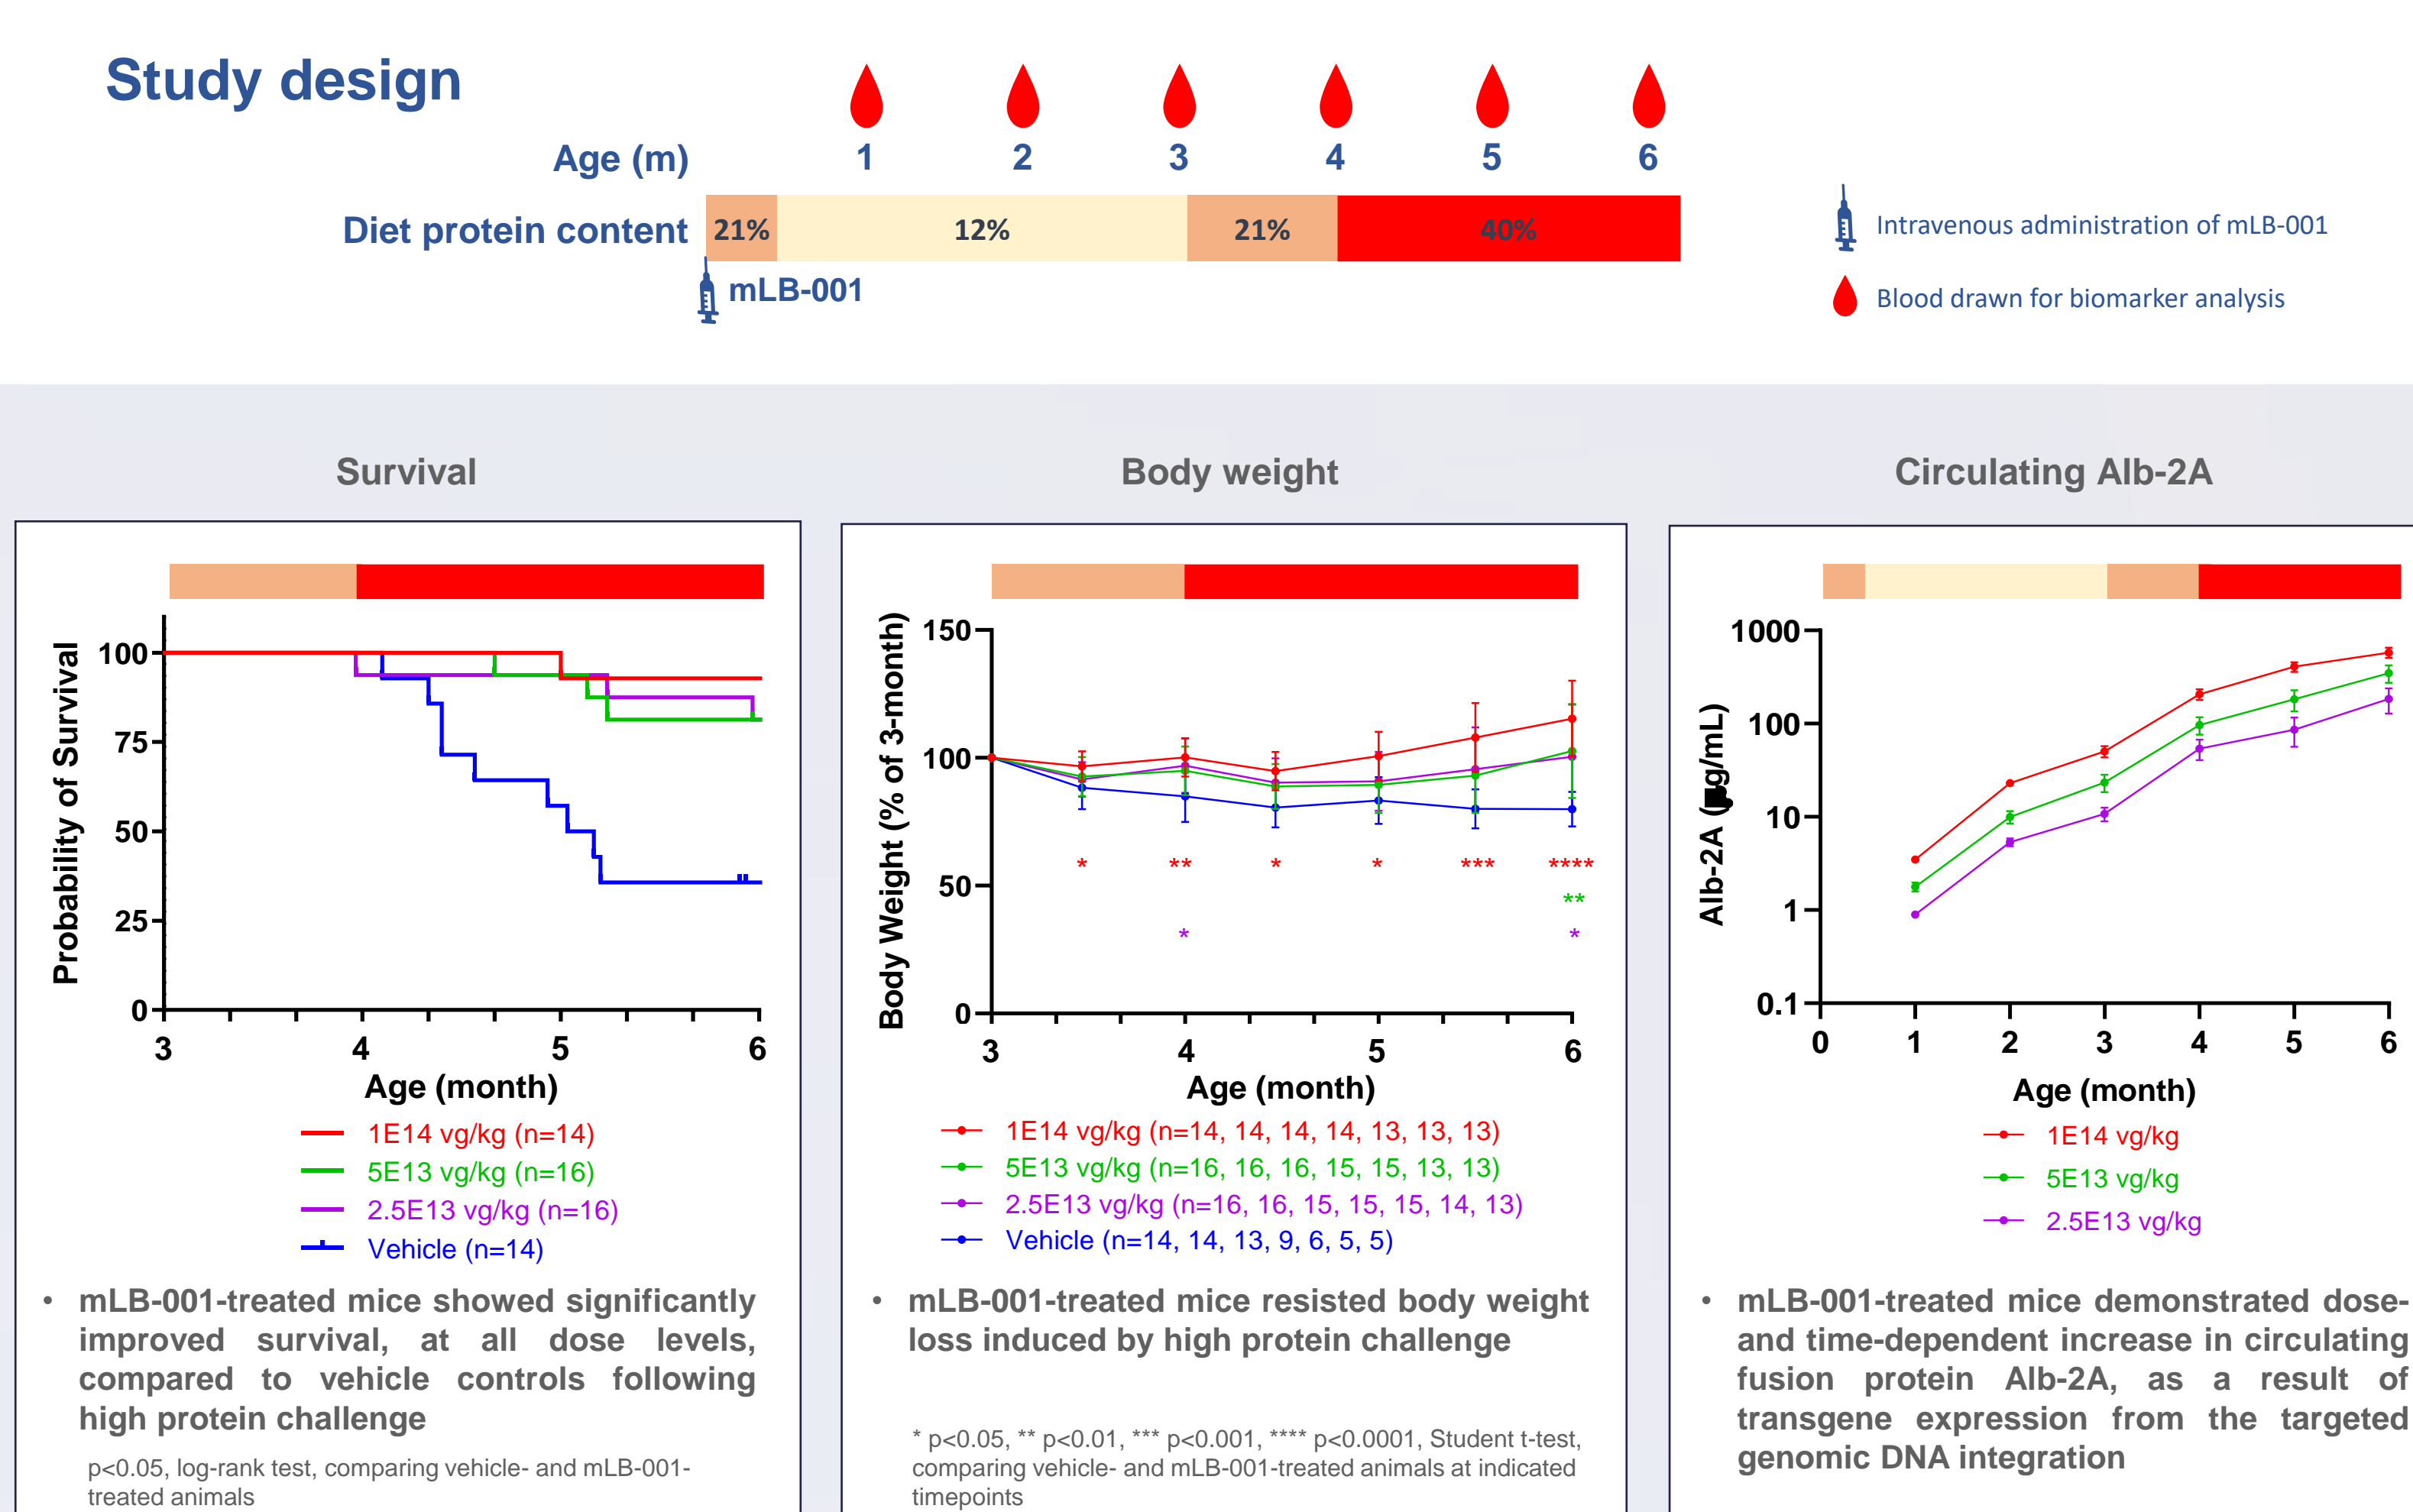 Study design
Age (m)
1 2 3 4 5 6
Diet protein content
21% 12% 21% 40%
mLB-001
Intravenous administration of mLB-001
Blood drawn for biomarker analysis
Survival
Probability of Survival
100
75
50
25
0
3 4 5 6
Age (month)
1E14 vg/kg (n=14)
5E13 vg/kg (n=16)
2.5E13 vg/kg (n=16)
Vehicle (n=14)
• mLB-001-treated mice showed significantly
improved survival, at all dose levels,
compared to vehicle controls following
high protein challenge
p<0.05, log-rank test, comparing vehicle- and mLB-001-
treated animals
Body weight
Body Weight (% of 3-month)
150
100
50
0
* ** * * *** ****
**
* *
3 4 5 6
Age (month)
1E14 vg/kg (n=14, 14, 14, 14, 13, 13, 13)
5E13 vg/kg (n=16, 16, 16, 15, 15, 13, 13)
2.5E13 vg/kg (n=16, 16, 15, 15, 15, 14, 13)
Vehicle (n=14, 14, 13, 9, 6, 5, 5)
• mLB-001-treated mice resisted body weight
loss induced by high protein challenge
* p<0.05, ** p<0.01, *** p<0.001, **** p<0.0001, Student t-test,
comparing vehicle- and mLB-001-treated animals at indicated
timepoints
Circulating Alb-2A
Alb-2A (µg/mL)
1000
100
10
1
0.1
0 1 2 3 4 5 6
Age (month)
1E14 vg/kg
5E13 vg/kg
2.5E13 vg/kg
• mLB-001-treated mice demonstrated dose-
and time-dependent increase in circulating
fusion protein Alb-2A, as a result of
transgene expression from the targeted
genomic DNA integration